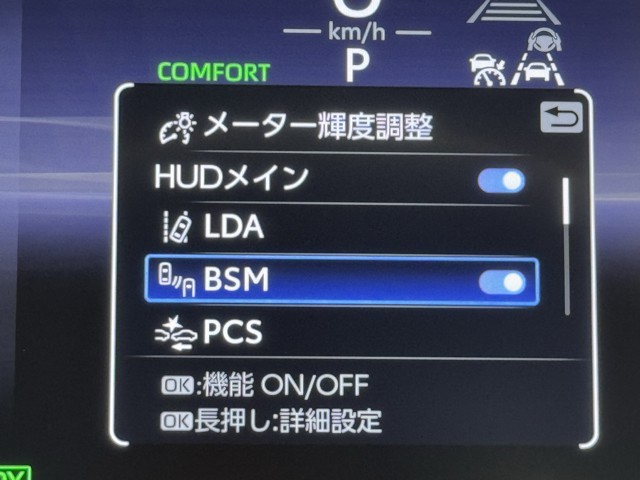 km/h
COMFORT
P
メーター輝度調整
HUDメイン
LDA
BSM
PCS
OK:機能 ON/OFF
OK長押し:詳細設定